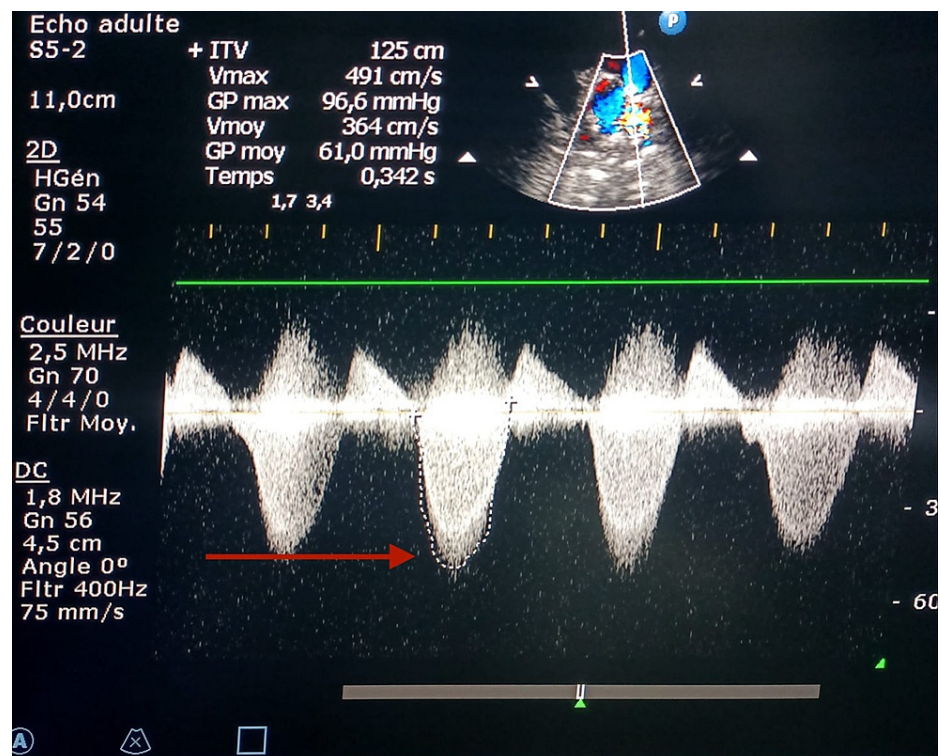 Echo adulte
S5-2
11,0cm
2D
HGén
Gn 54
55
7/2/0
Couleur
2,5 MHz
Gn 70
4/4/0
Fltr Moy.
DC
1,8 MHz
Gn 56
4,5 cm
Angle 0º
Fltr 400Hz
75 mm/s
+ ITV 125 cm
Vmax 491 cm/s
GP max 96,6 mmHg
Vmoy 364 cm/s
GP moy 61,0 mmHg
Temps 0,342 s
1,7 3,4
P
- 3
- 60
A